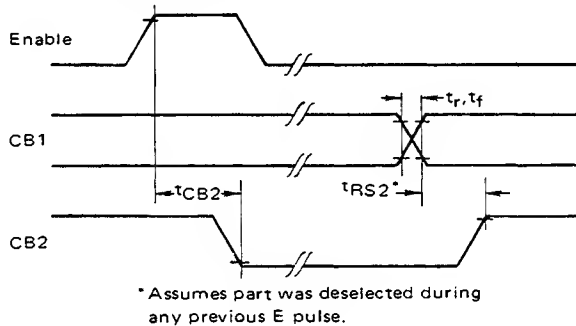 Enable
tr, tf
CB1
tCB2
tRS2*
CB2
*Assumes part was deselected during
any previous E pulse.